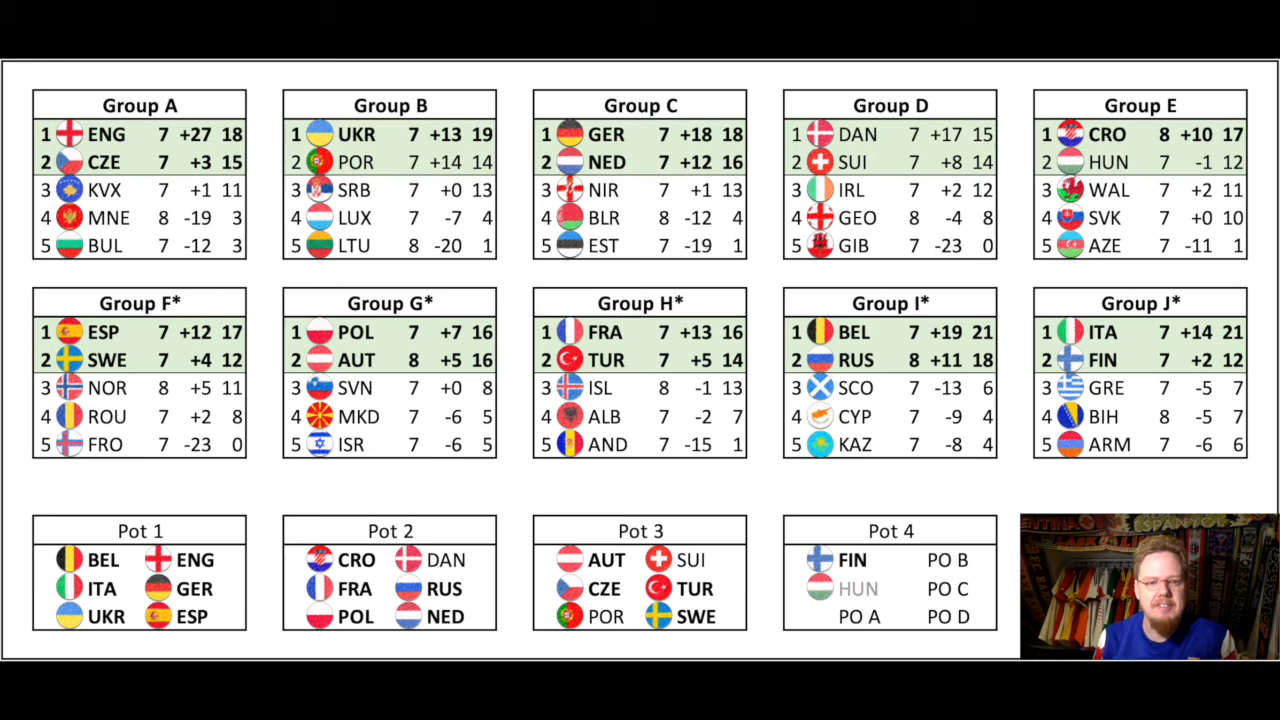 Group A
1 ENG 7 +27 18
2 CZE 7 +3 15
3 KVX 7 +1 11
4 MNE 8 -19 3
5 BUL 7 -12 3
Group B
1 UKR 7 +13 19
2 POR 7 +14 14
3 SRB 7 +0 13
4 LUX 7 -7 4
5 LTU 8 -20 1
Group C
1 GER 7 +18 18
2 NED 7 +12 16
3 NIR 7 +1 13
4 BLR 8 -12 4
5 EST 7 -19 1
Group D
1 DAN 7 +17 15
2 SUI 7 +8 14
3 IRL 7 +2 12
4 GEO 8 -4 8
5 GIB 7 -23 0
Group E
1 CRO 8 +10 17
2 HUN 7 -1 12
3 WAL 7 +2 11
4 SVK 7 +0 10
5 AZE 7 -11 1
Group F*
1 ESP 7 +12 17
2 SWE 7 +4 12
3 NOR 8 +5 11
4 ROU 7 +2 8
5 FRO 7 -23 0
Group G*
1 POL 7 +7 16
2 AUT 8 +5 16
3 SVN 7 +0 8
4 MKD 7 -6 5
5 ISR 7 -6 5
Group H*
1 FRA 7 +13 16
2 TUR 7 +5 14
3 ISL 8 -1 13
4 ALB 7 -2 7
5 AND 7 -15 1
Group I*
1 BEL 7 +19 21
2 RUS 8 +11 18
3 SCO 7 -13 6
4 CYP 7 -9 4
5 KAZ 7 -8 4
Group J*
1 ITA 7 +14 21
2 FIN 7 +2 12
3 GRE 7 -5 7
4 BIH 8 -5 7
5 ARM 7 -6 6
Pot 1
BEL ENG
ITA GER
UKR ESP
Pot 2
CRO DAN
FRA RUS
POL NED
Pot 3
AUT SUI
CZE TUR
POR SWE
Pot 4
FIN PO B
HUN PO C
PO A PO D